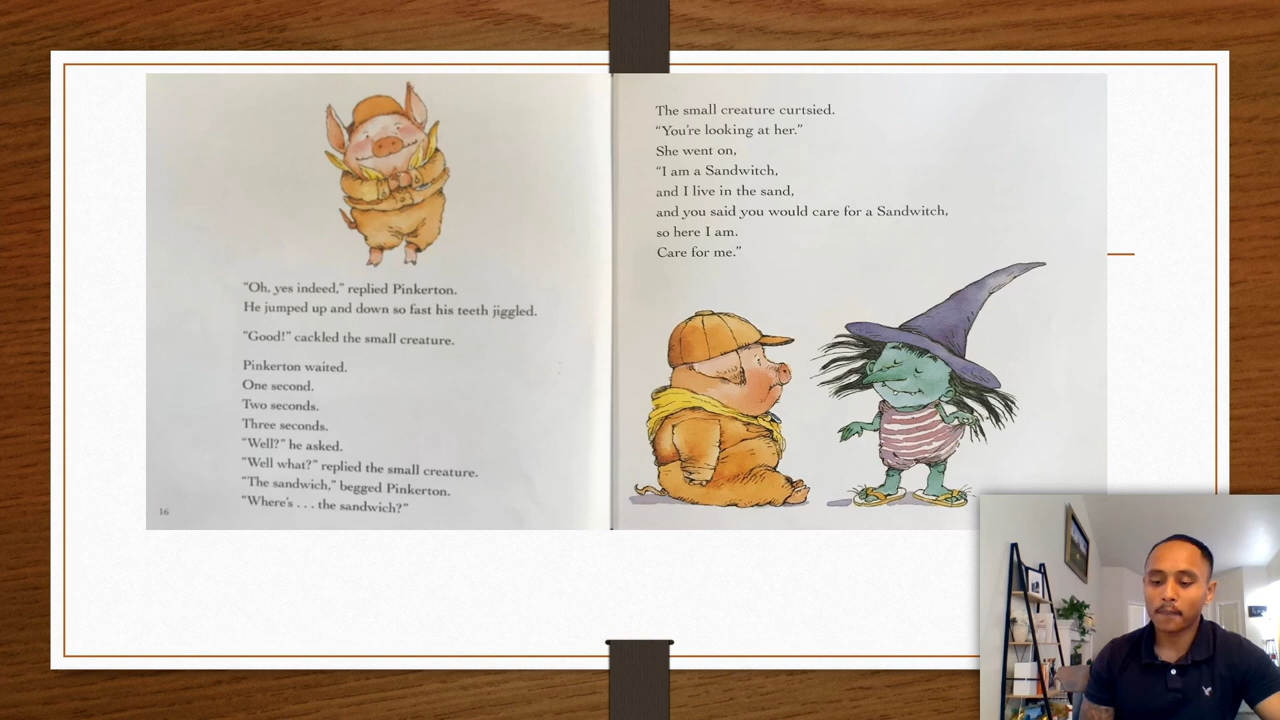 "Oh, yes indeed," replied Pinkerton.
He jumped up and down so fast his teeth jiggled.
"Good!" cackled the small creature.
Pinkerton waited.
One second.
Two seconds.
Three seconds.
"Well?" he asked.
"Well what?" replied the small creature.
"The sandwich," begged Pinkerton.
"Where's . . . the sandwich?"
16
The small creature curtsied.
"You're looking at her."
She went on,
"I am a Sandwitch,
and I live in the sand,
and you said you would care for a Sandwitch,
so here I am.
Care for me."